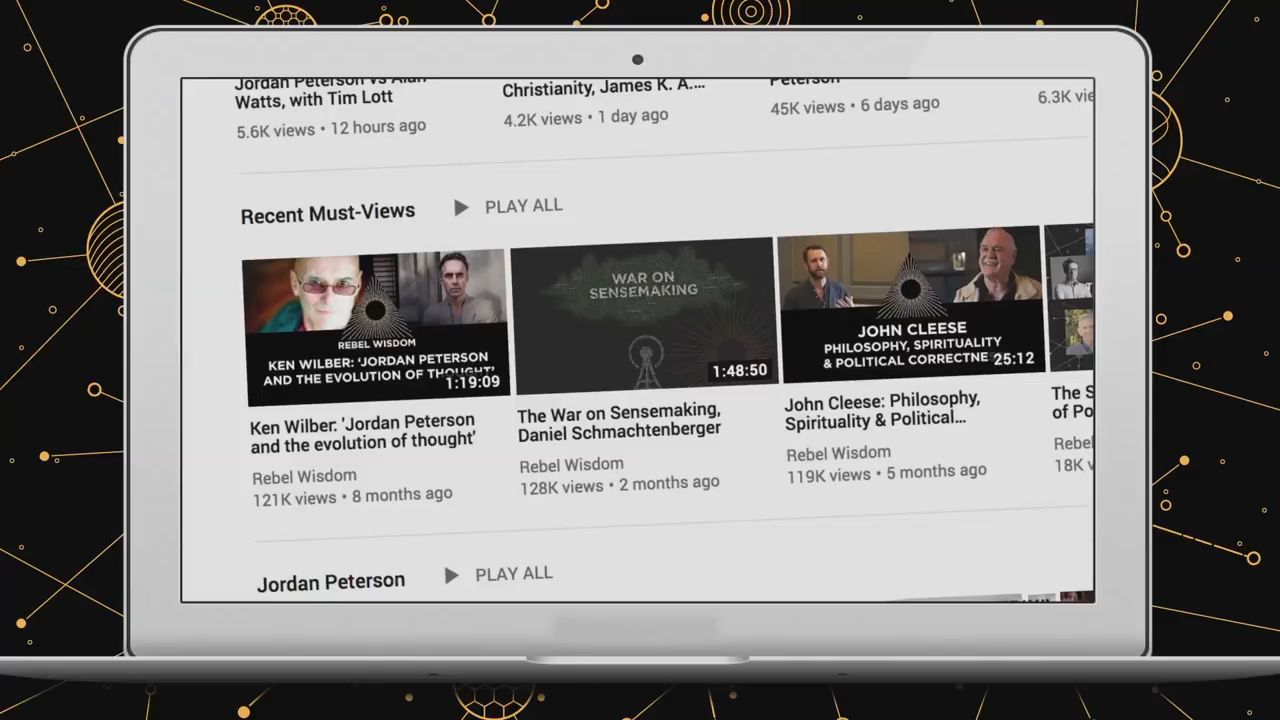 Jordan Peterson vs Alan
Watts, with Tim Lott
5.6K views • 12 hours ago
Christianity, James K. A....
4.2K views • 1 day ago
Peterson
45K views • 6 days ago
6.3K vie
Recent Must-Views
PLAY ALL
REBEL WISDOM
KEN WILBER: 'JORDAN PETERSON
AND THE EVOLUTION OF THOUGHT'
1:19:09
Ken Wilber: 'Jordan Peterson
and the evolution of thought'
Rebel Wisdom
121K views • 8 months ago
WAR ON
SENSEMAKING
1:48:50
The War on Sensemaking,
Daniel Schmachtenberger
Rebel Wisdom
128K views • 2 months ago
JOHN CLEESE
PHILOSOPHY, SPIRITUALITY
& POLITICAL CORRECTNE
25:12
John Cleese: Philosophy,
Spirituality & Political...
Rebel Wisdom
119K views • 5 months ago
The S
of Po
Rebel
18K v
Jordan Peterson
PLAY ALL